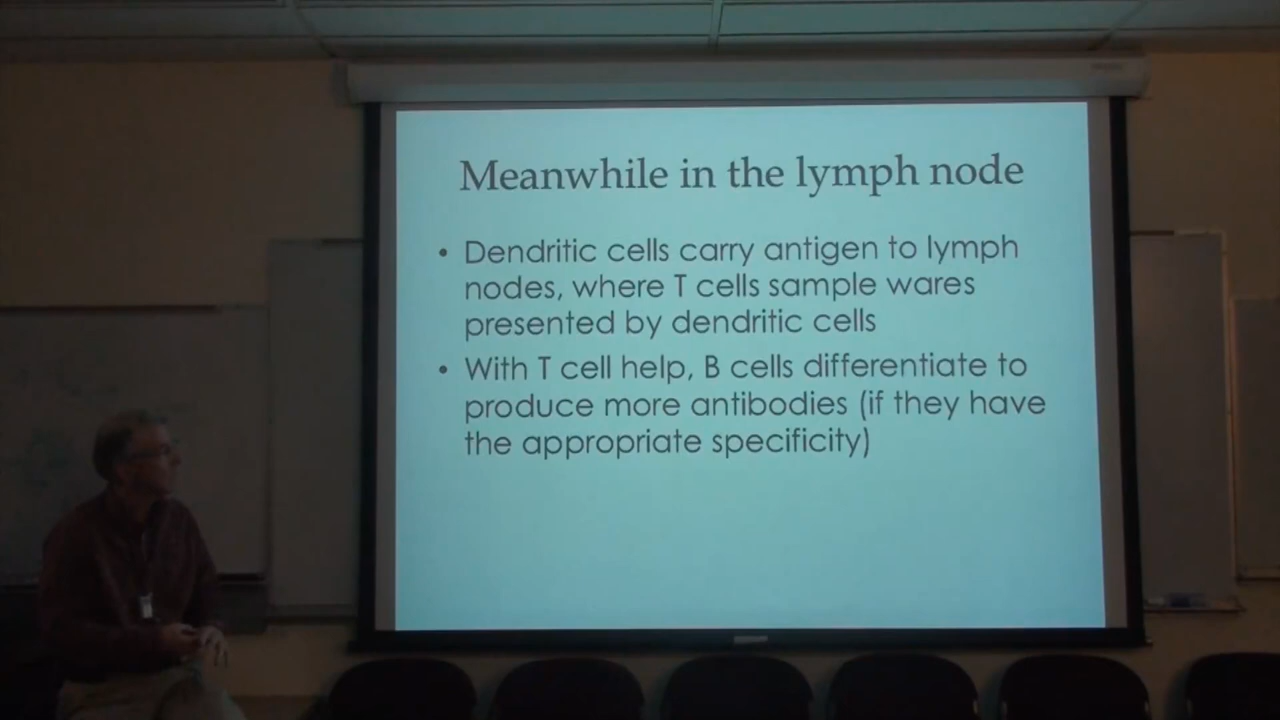 Meanwhile in the lymph node
• Dendritic cells carry antigen to lymph
nodes, where T cells sample wares
presented by dendritic cells
• With T cell help, B cells differentiate to
produce more antibodies (if they have
the appropriate specificity)